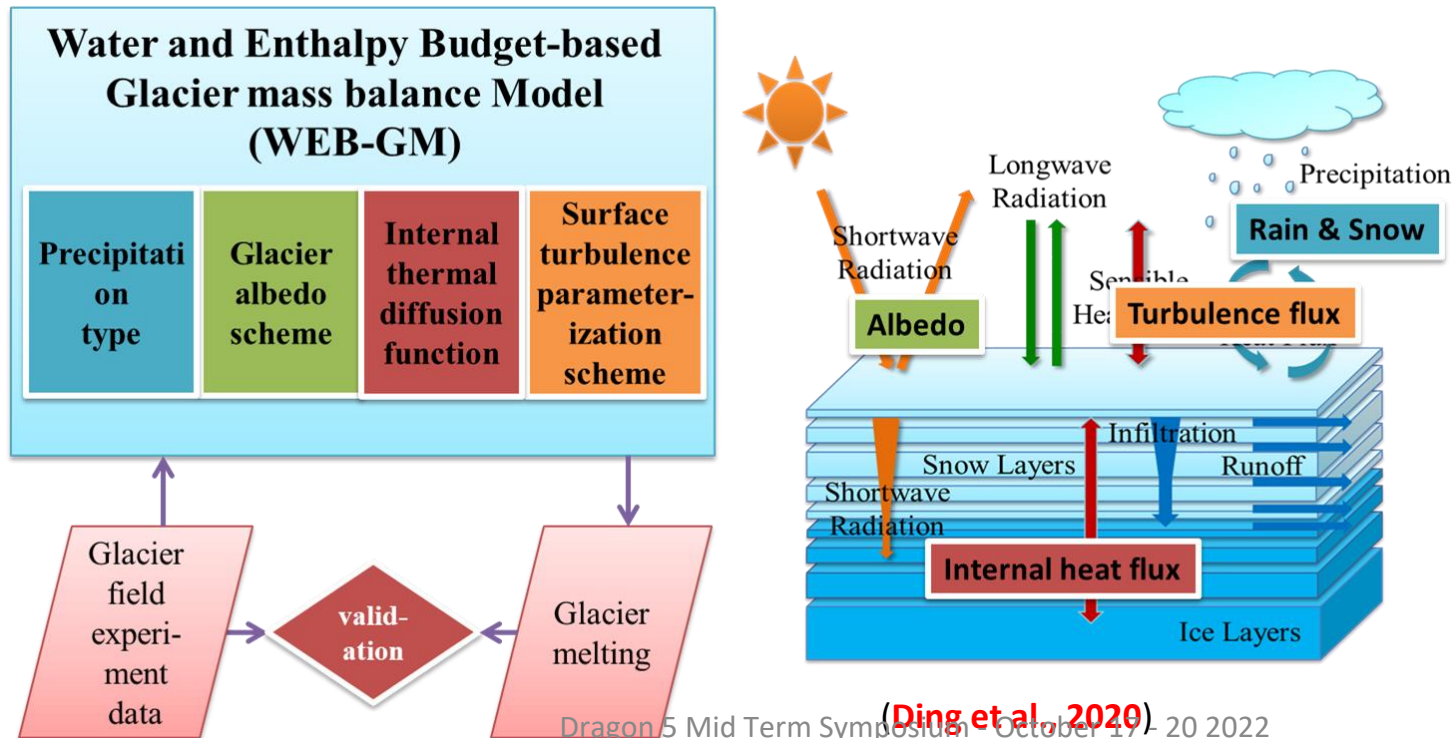 Water and Enthalpy Budget-based
Glacier mass balance Model
(WEB-GM)
Precipitati
on
type
Glacier
albedo
scheme
Internal
thermal
diffusion
function
Surface
turbulence
parameter-
ization
scheme
Glacier
field
experi-
ment
data
valid-
ation
Glacier
melting
Longwave
Radiation
Precipitation
Shortwave
Radiation
Rain & Snow
Albedo
Turbulence flux
Infiltration
Snow Layers
Runoff
Shortwave
Radiation
Internal heat flux
Ice Layers
(Ding et al., 2020)
Dragon 5 Mid Term Symposium - October 17 - 20 2022